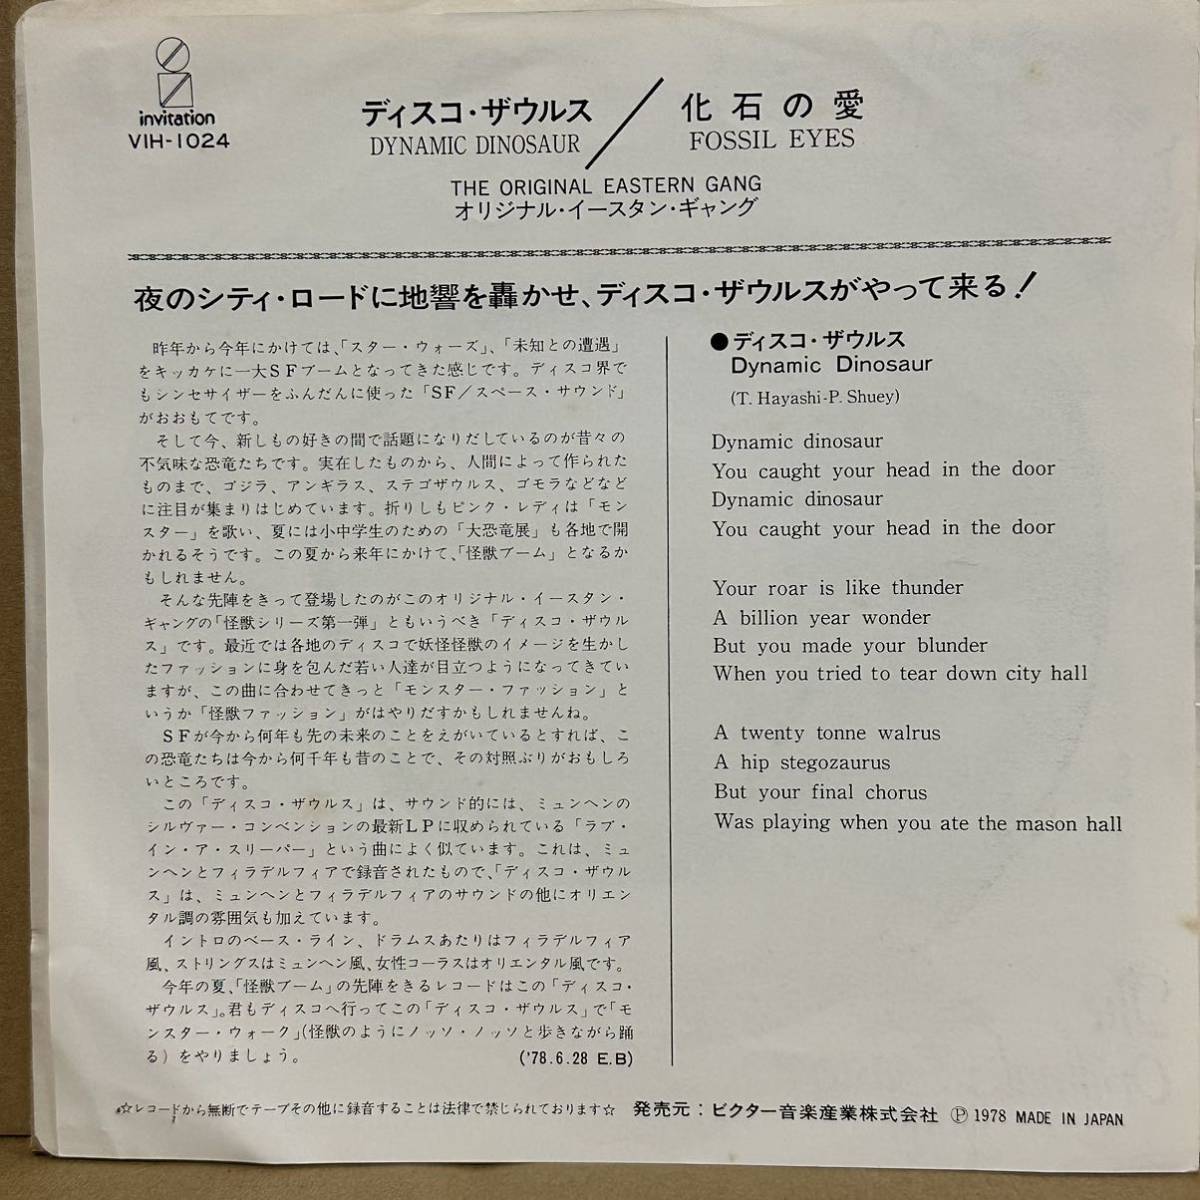 invitation
VIH-1024
ディスコ・ザウルス／化石の愛
DYNAMIC DINOSAUR
FOSSIL EYES
THE ORIGINAL EASTERN GANG
オリジナル・イースタン・ギャング
夜のシティ・ロードに地響を轟かせ、ディスコ・ザウルスがやって来る！
昨年から今年にかけては、「スター・ウォーズ」、「未知との遭遇」
をキッカケに一大SFブームとなってきた感じです。ディスコ界で
もシンセサイザーをふんだんに使った「SF／スペース・サウンド」
がおおもてです。
そして今、新しもの好きの間で話題になりだしているのが昔々の
不気味な恐竜たちです。実在したものから、人間によって作られた
ものまで、ゴジラ、アンギラス、ステゴザウルス、ゴモラなどなど
に注目が集まりはじめています。折りしもピンク・レディは「モン
スター」を歌い、夏には小中学生のための「大恐竜展」も各地で開
かれるそうです。この夏から来年にかけて、「怪獣ブーム」となるか
もしれません。
そんな先陣をきって登場したのがこのオリジナル・イースタン・
ギャングの「怪獣シリーズ第一弾」ともいうべき「ディスコ・ザウル
ス」です。最近では各地のディスコで妖怪怪獣のイメージを生かし
たファッションに身を包んだ若い人達が目立つようになってきてい
ますが、この曲に合わせてきっと「モンスター・ファッション」と
いうか「怪獣ファッション」がはやりだすかもしれませんね。
SFが今から何年も先の未来のことをえがいているとすれば、こ
の恐竜たちは今から何千年も昔のことで、その対照ぶりがおもしろ
いところです。
この「ディスコ・ザウルス」は、サウンド的には、ミュンヘンの
シルヴァー・コンベンションの最新LPに収められている「ラブ・
イン・ア・スリーパー」という曲によく似ています。これは、ミュ
ンヘンとフィラデルフィアで録音されたもので、「ディスコ・ザウル
ス」は、ミュンヘンとフィラデルフィアのサウンドの他にオリエン
タル調の雰囲気も加えています。
イントロのベース・ライン、ドラムスあたりはフィラデルフィア
風、ストリングスはミュンヘン風、女性コーラスはオリエンタル風です。
今年の夏、「怪獣ブーム」の先陣をきるレコードはこの「ディスコ・
ザウルス」。君もディスコへ行ってこの「ディスコ・ザウルス」で「モ
ンスター・ウォーク」（怪獣のようにノッソ・ノッソと歩きながら踊
る）をやりましょう。
('78.6.28 E.B)
●ディスコ・ザウルス
Dynamic Dinosaur
(T. Hayashi-P. Shuey)
Dynamic dinosaur
You caught your head in the door
Dynamic dinosaur
You caught your head in the door
Your roar is like thunder
A billion year wonder
But you made your blunder
When you tried to tear down city hall
A twenty tonne walrus
A hip stegozaurus
But your final chorus
Was playing when you ate the mason hall
☆レコードから無断でテープその他に録音することは法律で禁じられております☆
発売元：ビクター音楽産業株式会社 Ⓟ 1978 MADE IN JAPAN